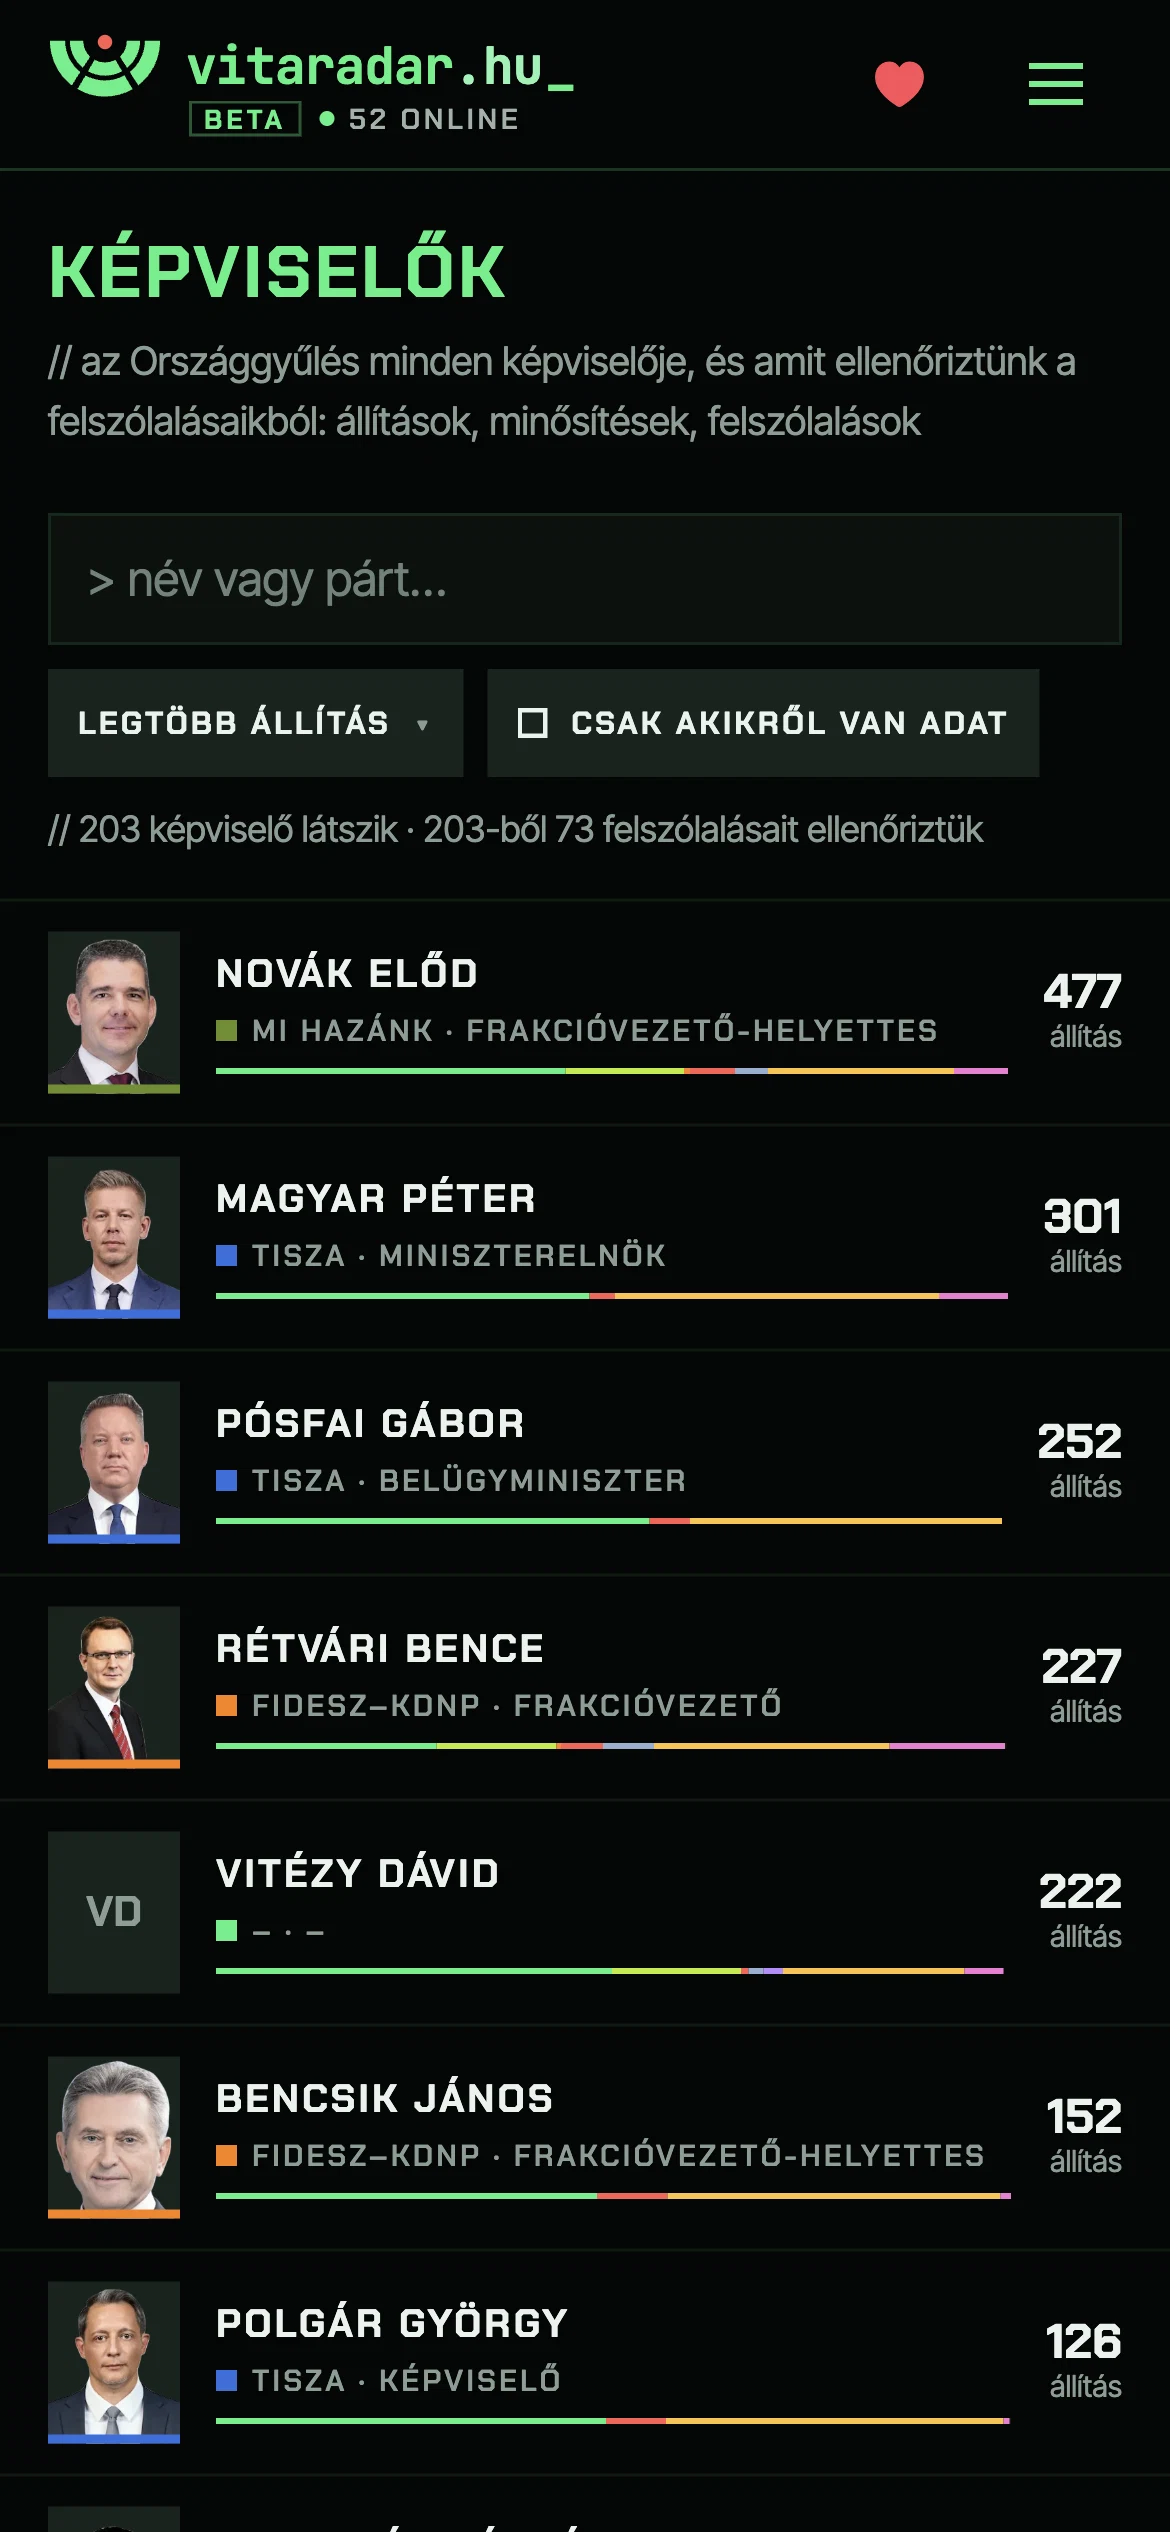 vitaradar.hu_
BETA 52 ONLINE
KÉPVISELŐK
// az Országgyűlés minden képviselője, és amit ellenőriztünk a
felszólalásaikból: állítások, minősítések, felszólalások
> név vagy párt...
LEGTÖBB ÁLLÍTÁS ▾ CSAK AKIKRŐL VAN ADAT
// 203 képviselő látszik · 203-ből 73 felszólalásait ellenőriztük
NOVÁK ELŐD
477
MI HAZÁNK · FRAKCIÓVEZETŐ-HELYETTES
állítás
MAGYAR PÉTER
301
TISZA · MINISZTERELNÖK
állítás
PÓSFAI GÁBOR
252
TISZA · BELÜGYMINISZTER
állítás
RÉTVÁRI BENCE
227
FIDESZ–KDNP · FRAKCIÓVEZETŐ
állítás
VD
VITÉZY DÁVID
222
– · –
állítás
BENCSIK JÁNOS
152
FIDESZ–KDNP · FRAKCIÓVEZETŐ-HELYETTES
állítás
POLGÁR GYÖRGY
126
TISZA · KÉPVISELŐ
állítás